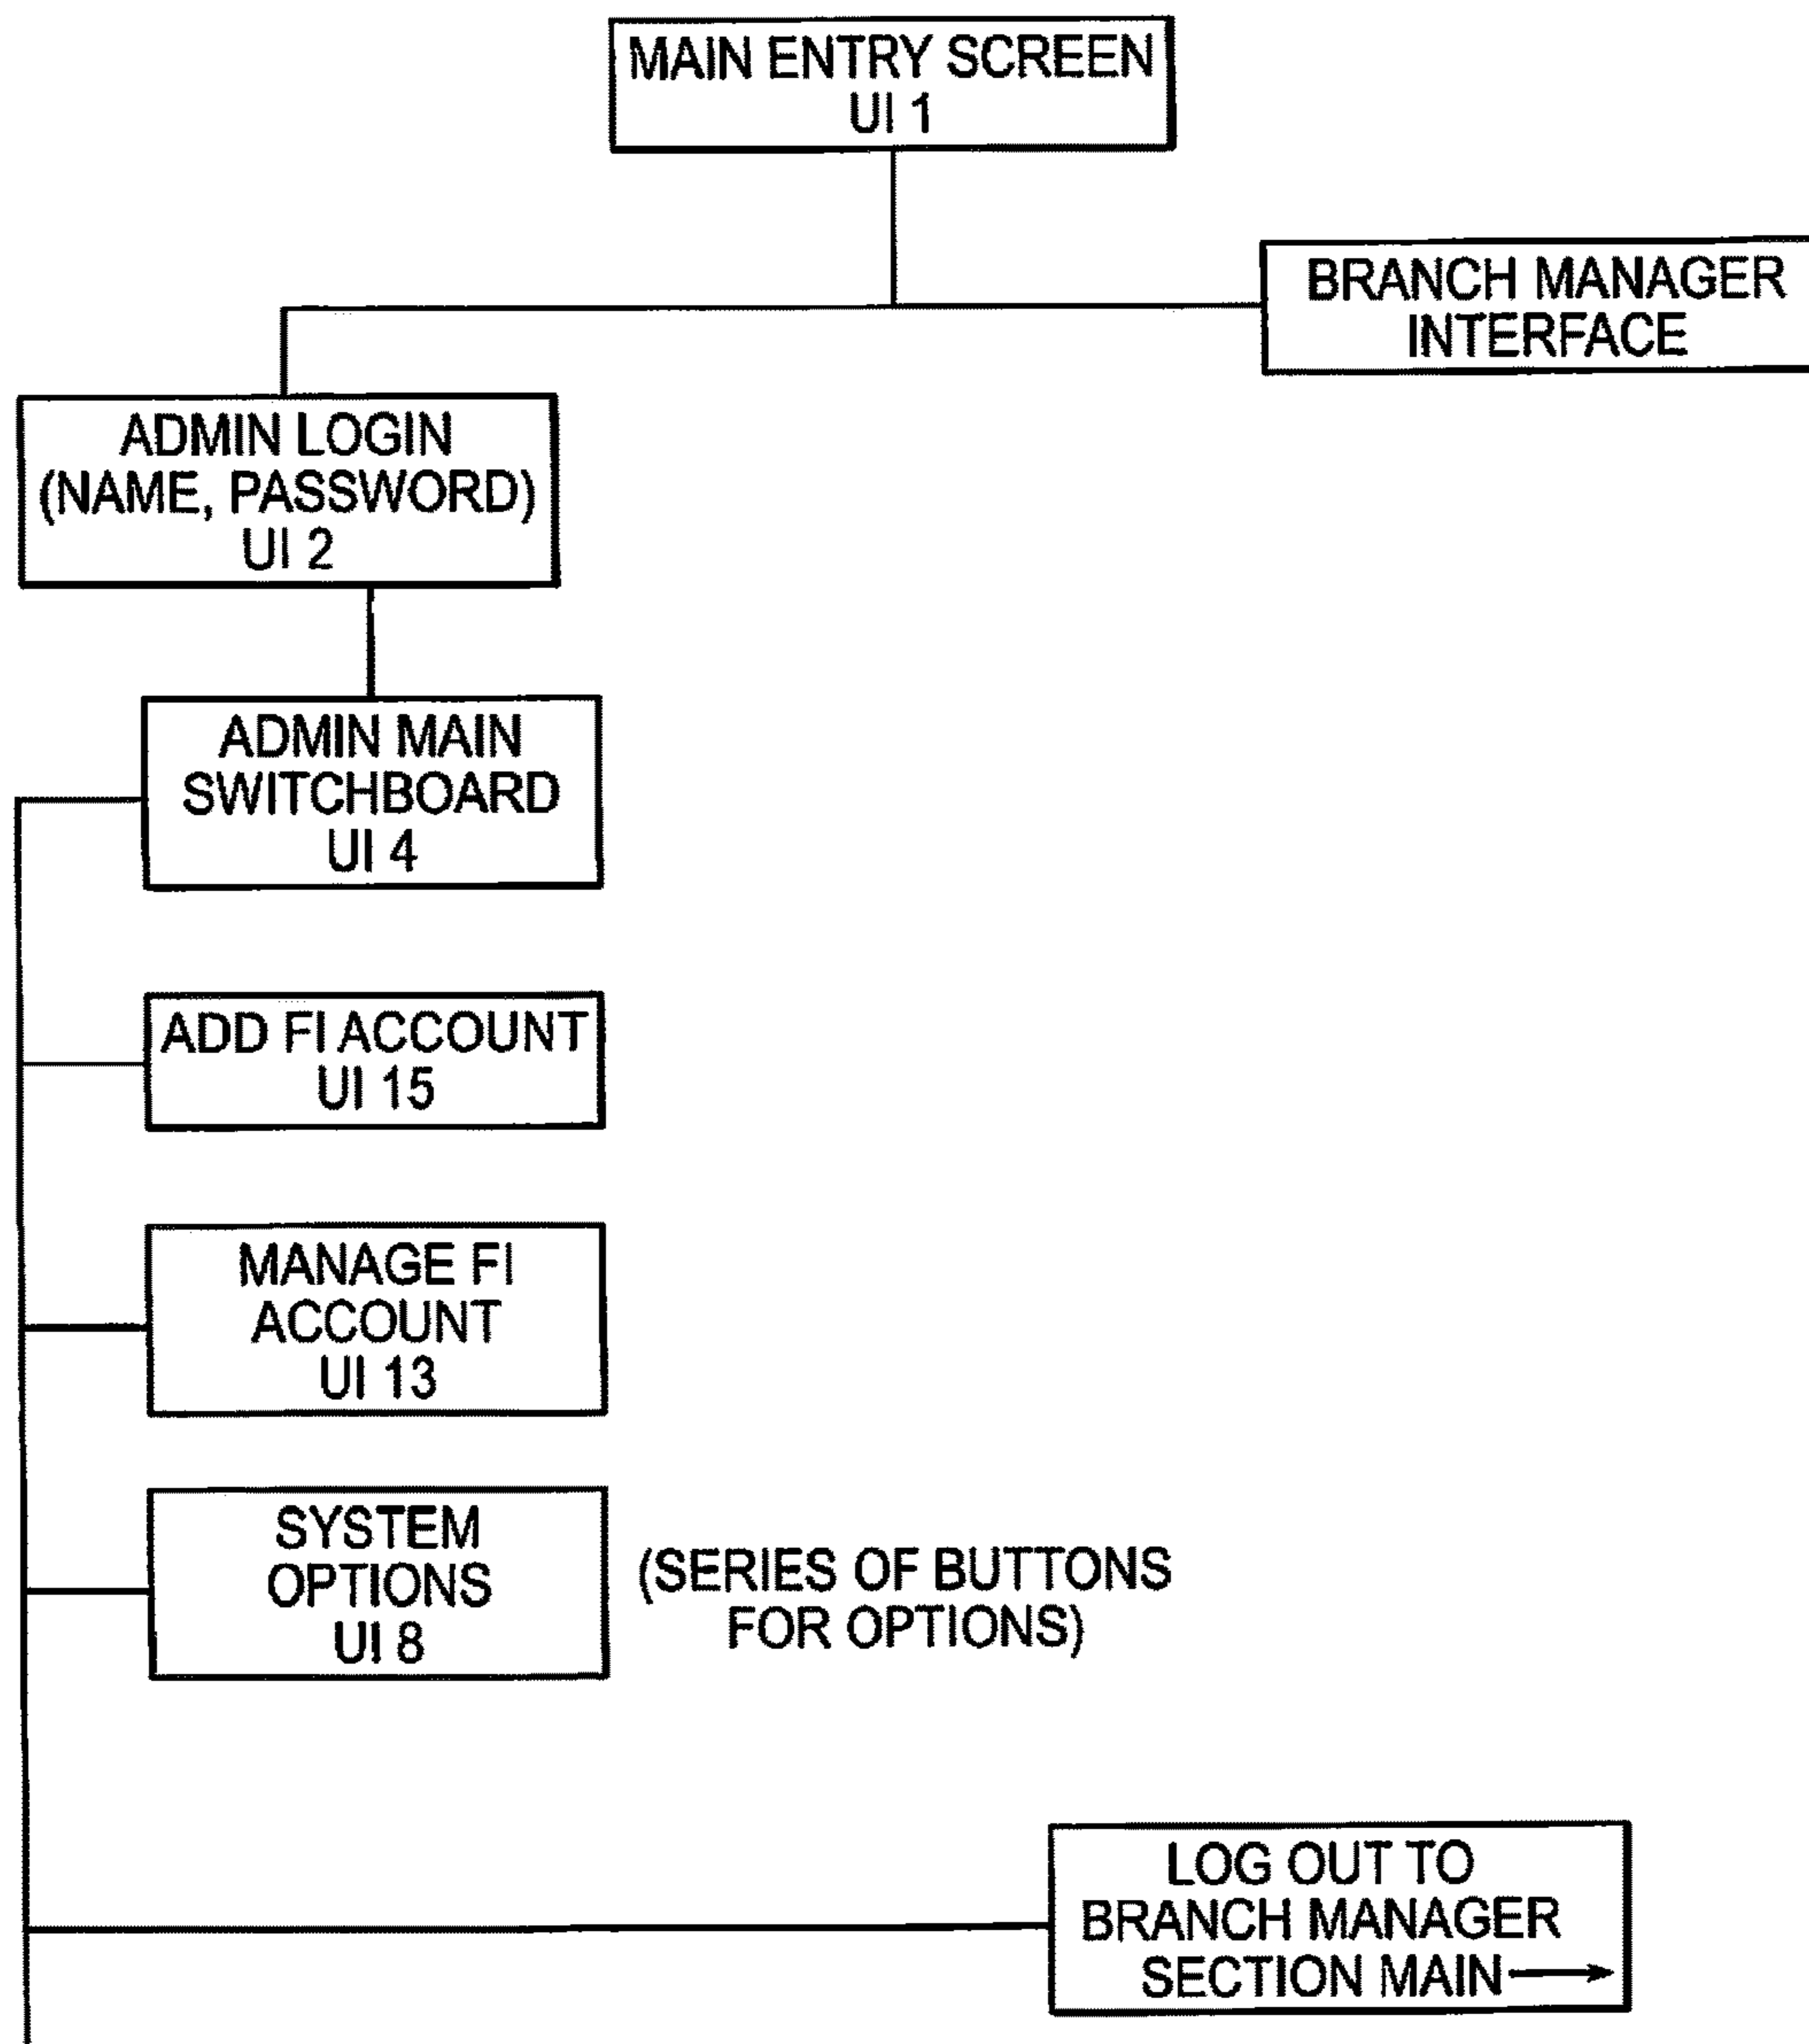 MAIN ENTRY SCREEN
UI 1
BRANCH MANAGER
INTERFACE
ADMIN LOGIN
(NAME, PASSWORD)
UI 2
ADMIN MAIN
SWITCHBOARD
UI 4
ADD FI ACCOUNT
UI 15
MANAGE FI
ACCOUNT
UI 13
SYSTEM
OPTIONS
UI 8
(SERIES OF BUTTONS
FOR OPTIONS)
LOG OUT TO
BRANCH MANAGER
SECTION MAIN